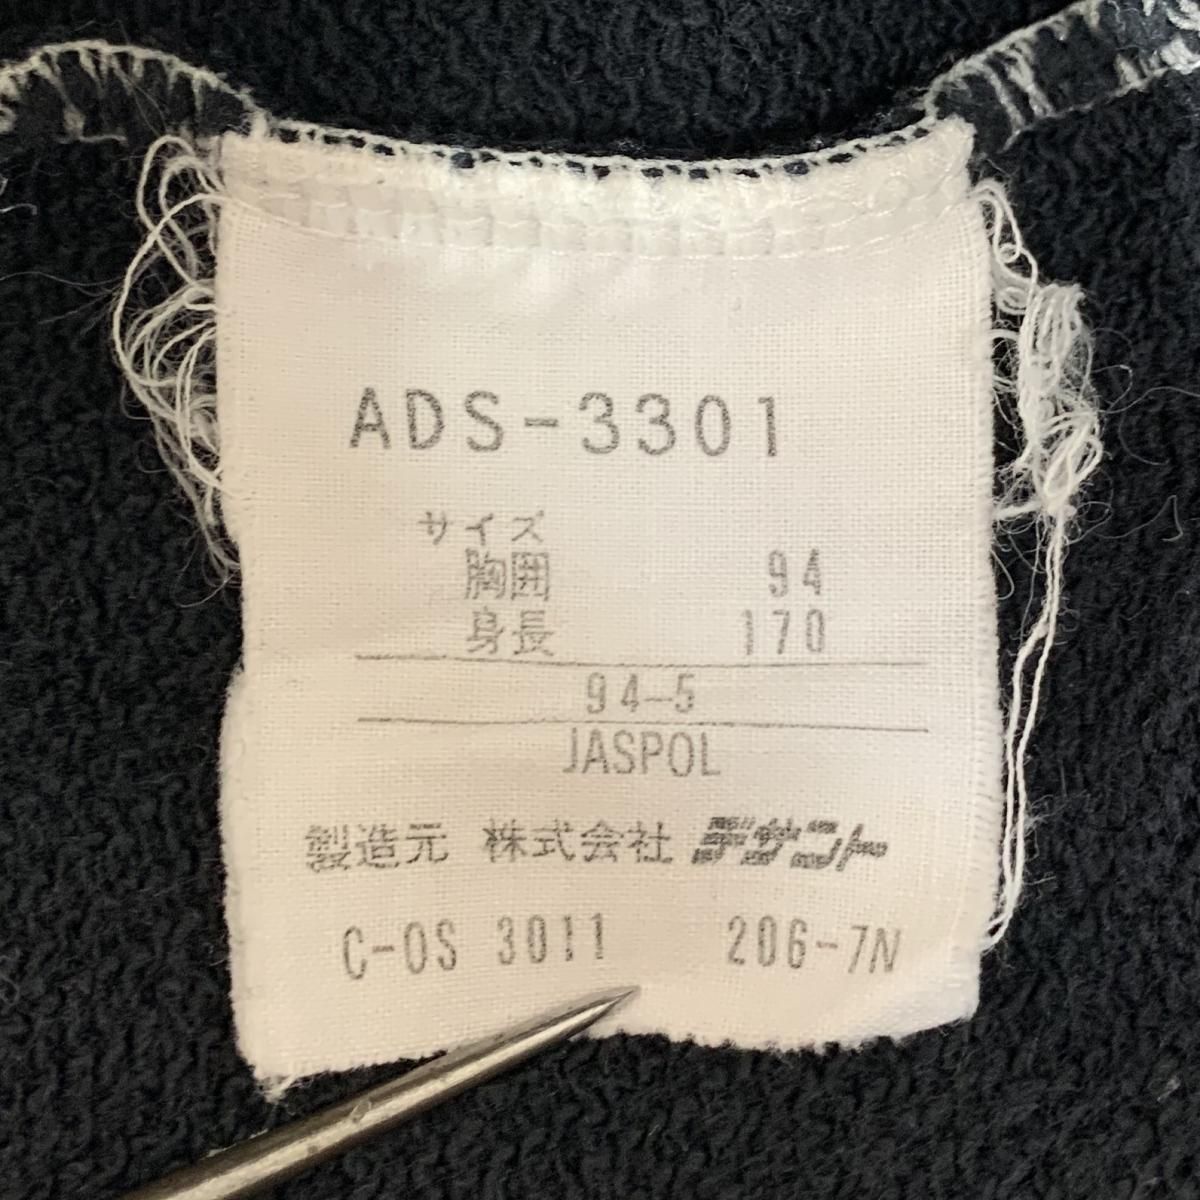 ADS-3301
サイズ
胸囲 94
身長 170
94-5
JASPOL
製造元 株式会社 デサント
C-OS 3011 206-7N